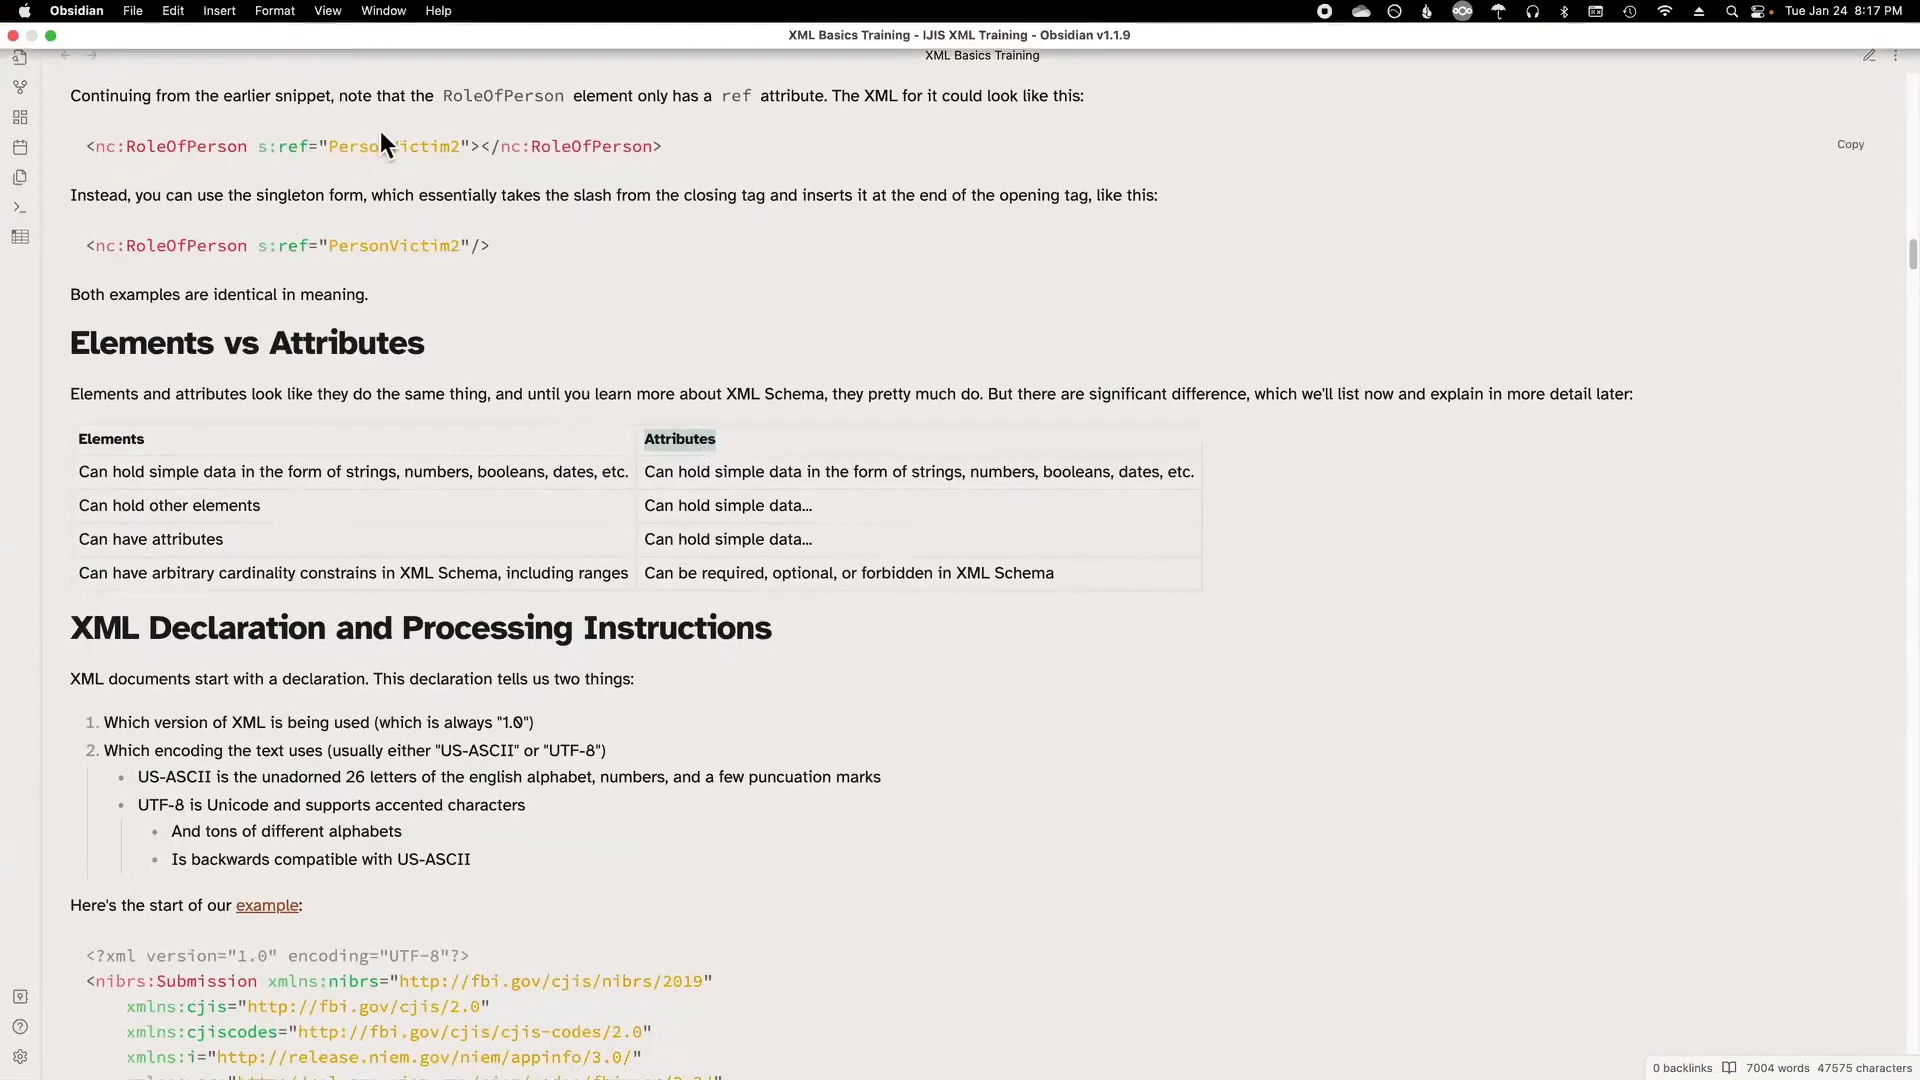 Obsidian File Edit Insert Format View Window Help Tue Jan 24 8:17 PM
XML Basics Training - IJIS XML Training - Obsidian v1.1.9
XML Basics Training
Continuing from the earlier snippet, note that the RoleOfPerson element only has a ref attribute. The XML for it could look like this:
<nc:RoleOfPerson s:ref="PersonVictim2"></nc:RoleOfPerson>
Copy
Instead, you can use the singleton form, which essentially takes the slash from the closing tag and inserts it at the end of the opening tag, like this:
<nc:RoleOfPerson s:ref="PersonVictim2"/>
Both examples are identical in meaning.
Elements vs Attributes
Elements and attributes look like they do the same thing, and until you learn more about XML Schema, they pretty much do. But there are significant difference, which we'll list now and explain in more detail later:
Elements Attributes
Can hold simple data in the form of strings, numbers, booleans, dates, etc. Can hold simple data in the form of strings, numbers, booleans, dates, etc.
Can hold other elements Can hold simple data...
Can have attributes Can hold simple data...
Can have arbitrary cardinality constrains in XML Schema, including ranges Can be required, optional, or forbidden in XML Schema
XML Declaration and Processing Instructions
XML documents start with a declaration. This declaration tells us two things:
1. Which version of XML is being used (which is always "1.0")
2. Which encoding the text uses (usually either "US-ASCII" or "UTF-8")
US-ASCII is the unadorned 26 letters of the english alphabet, numbers, and a few puncuation marks
UTF-8 is Unicode and supports accented characters
And tons of different alphabets
Is backwards compatible with US-ASCII
Here's the start of our example:
<?xml version="1.0" encoding="UTF-8"?>
<nibrs:Submission xmlns:nibrs="http://fbi.gov/cjis/nibrs/2019"
xmlns:cjis="http://fbi.gov/cjis/2.0"
xmlns:cjiscodes="http://fbi.gov/cjis/cjis-codes/2.0"
xmlns:i="http://release.niem.gov/niem/appinfo/3.0/"
0 backlinks 7004 words 47575 characters